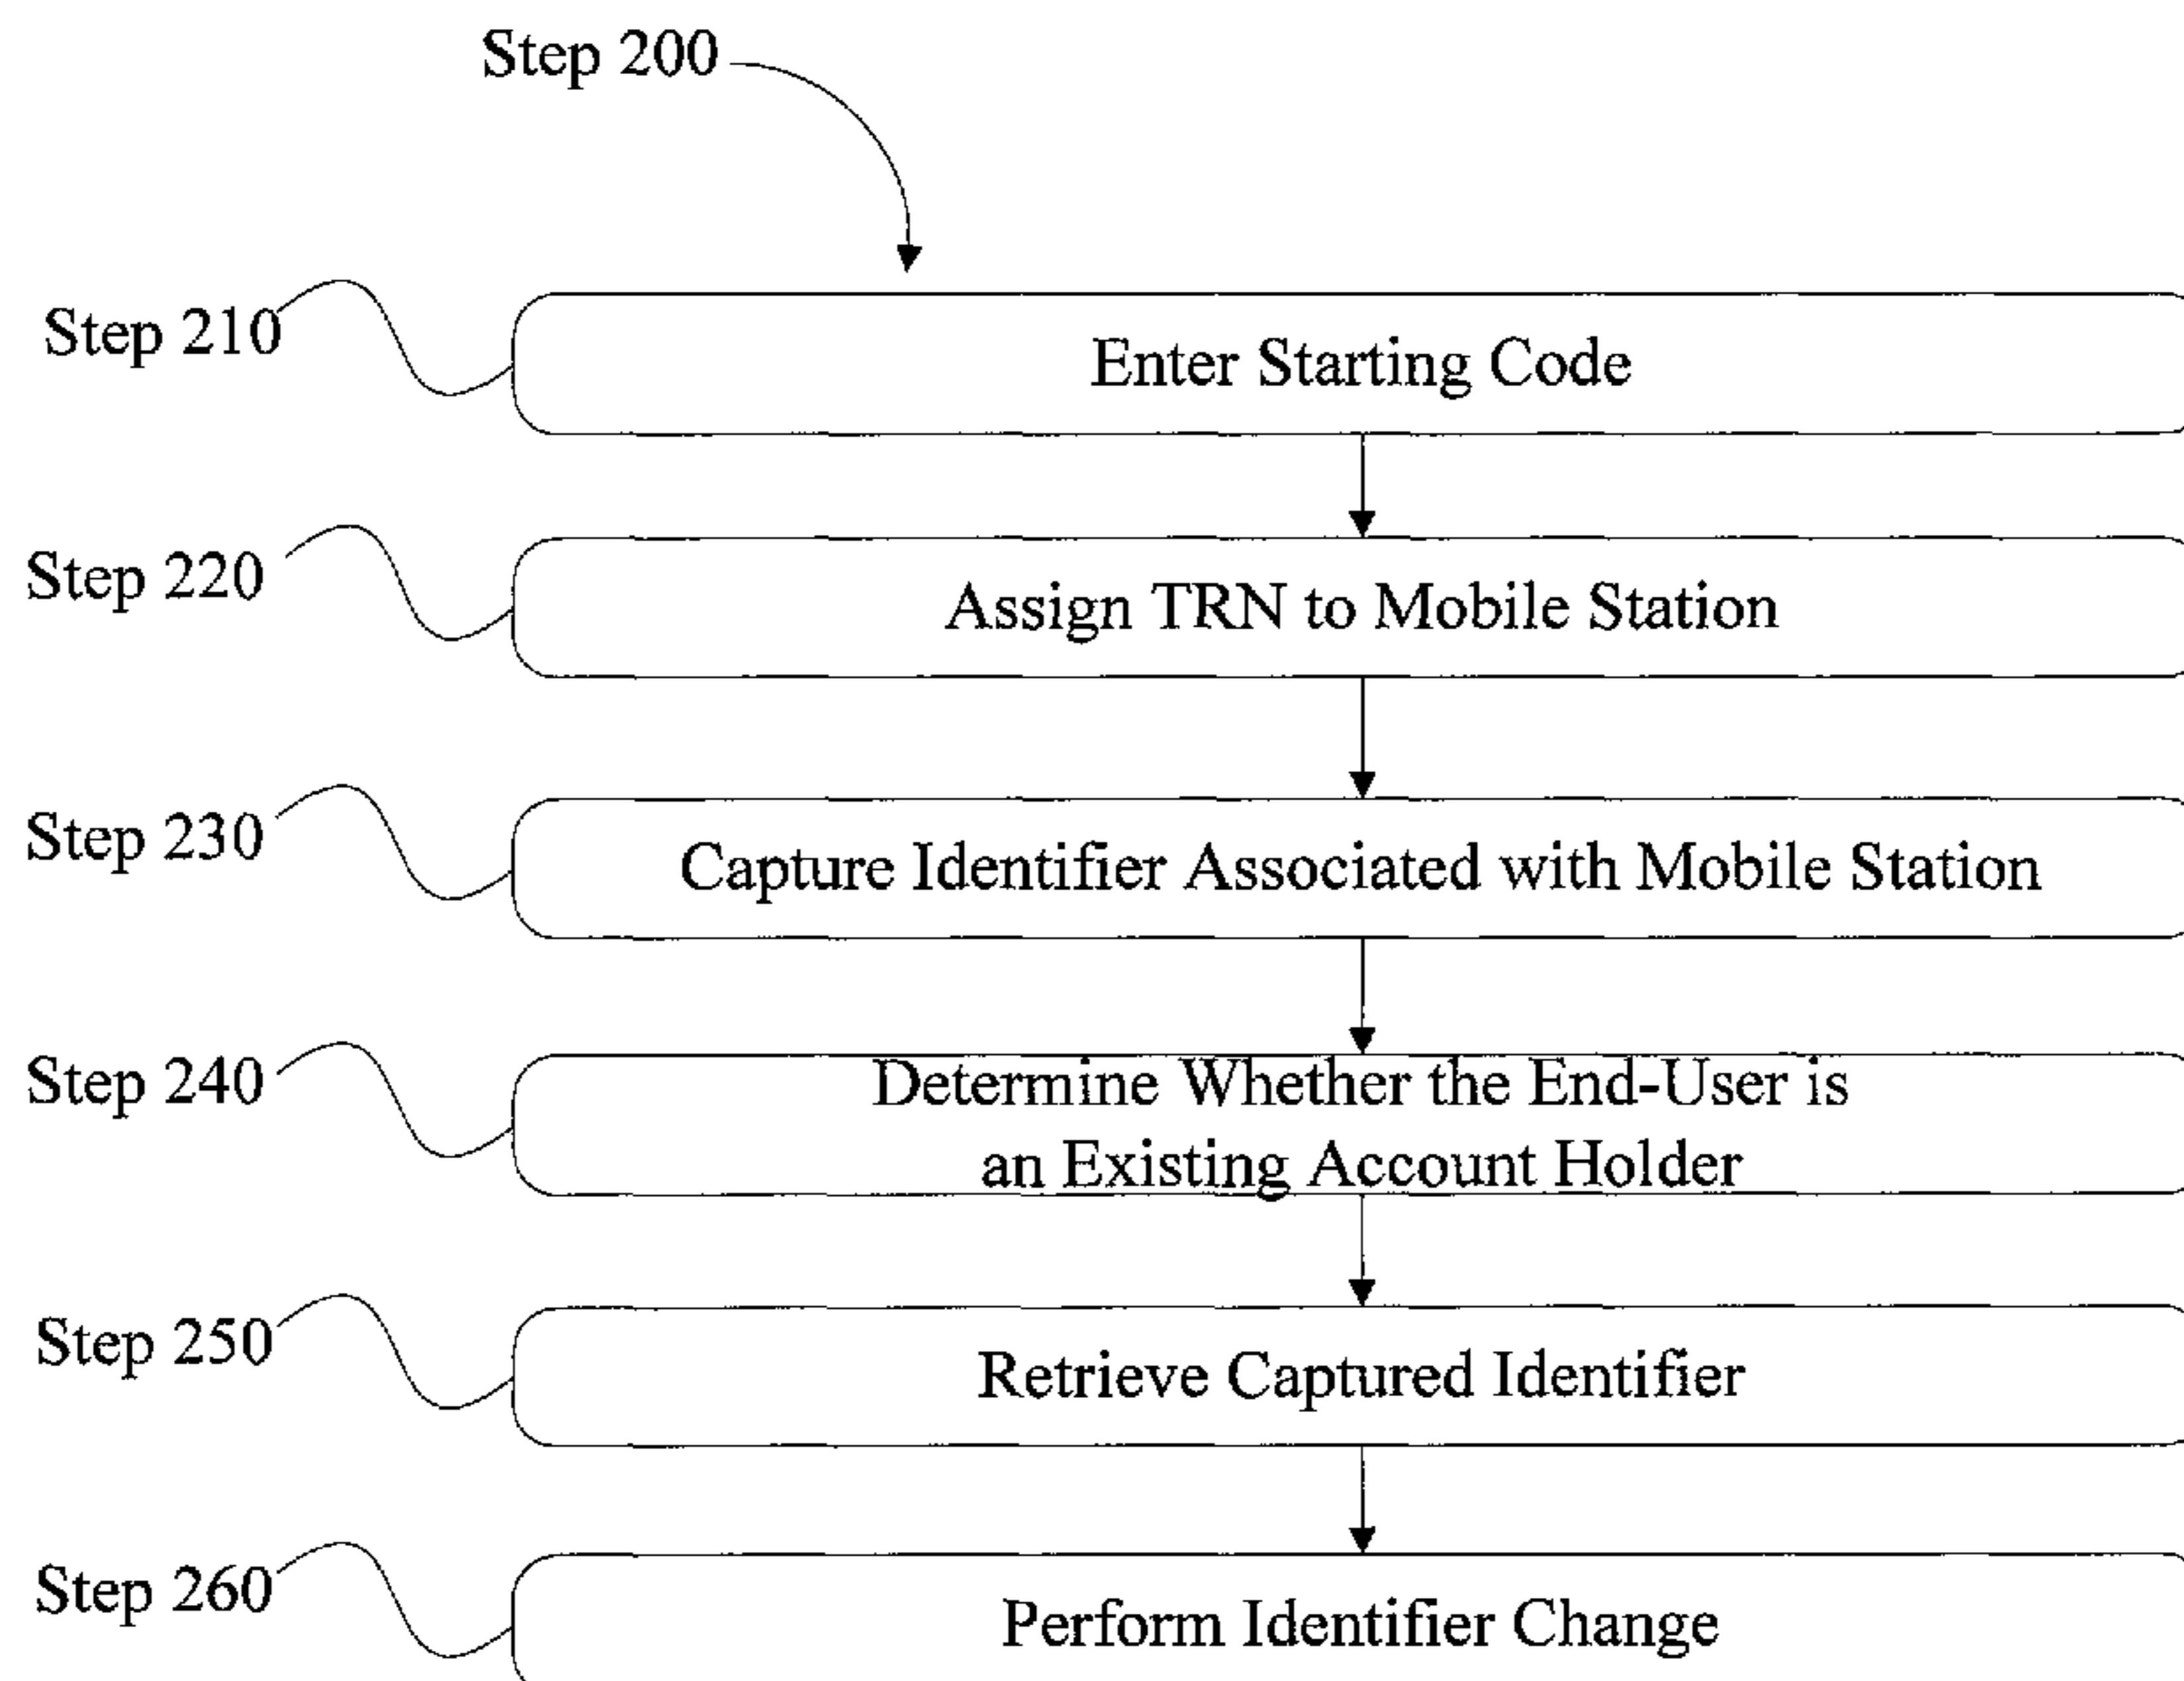 Step 200
Step 210
Enter Starting Code
Step 220
Assign TRN to Mobile Station
Step 230
Capture Identifier Associated with Mobile Station
Step 240
Determine Whether the End-User is
an Existing Account Holder
Step 250
Retrieve Captured Identifier
Step 260
Perform Identifier Change